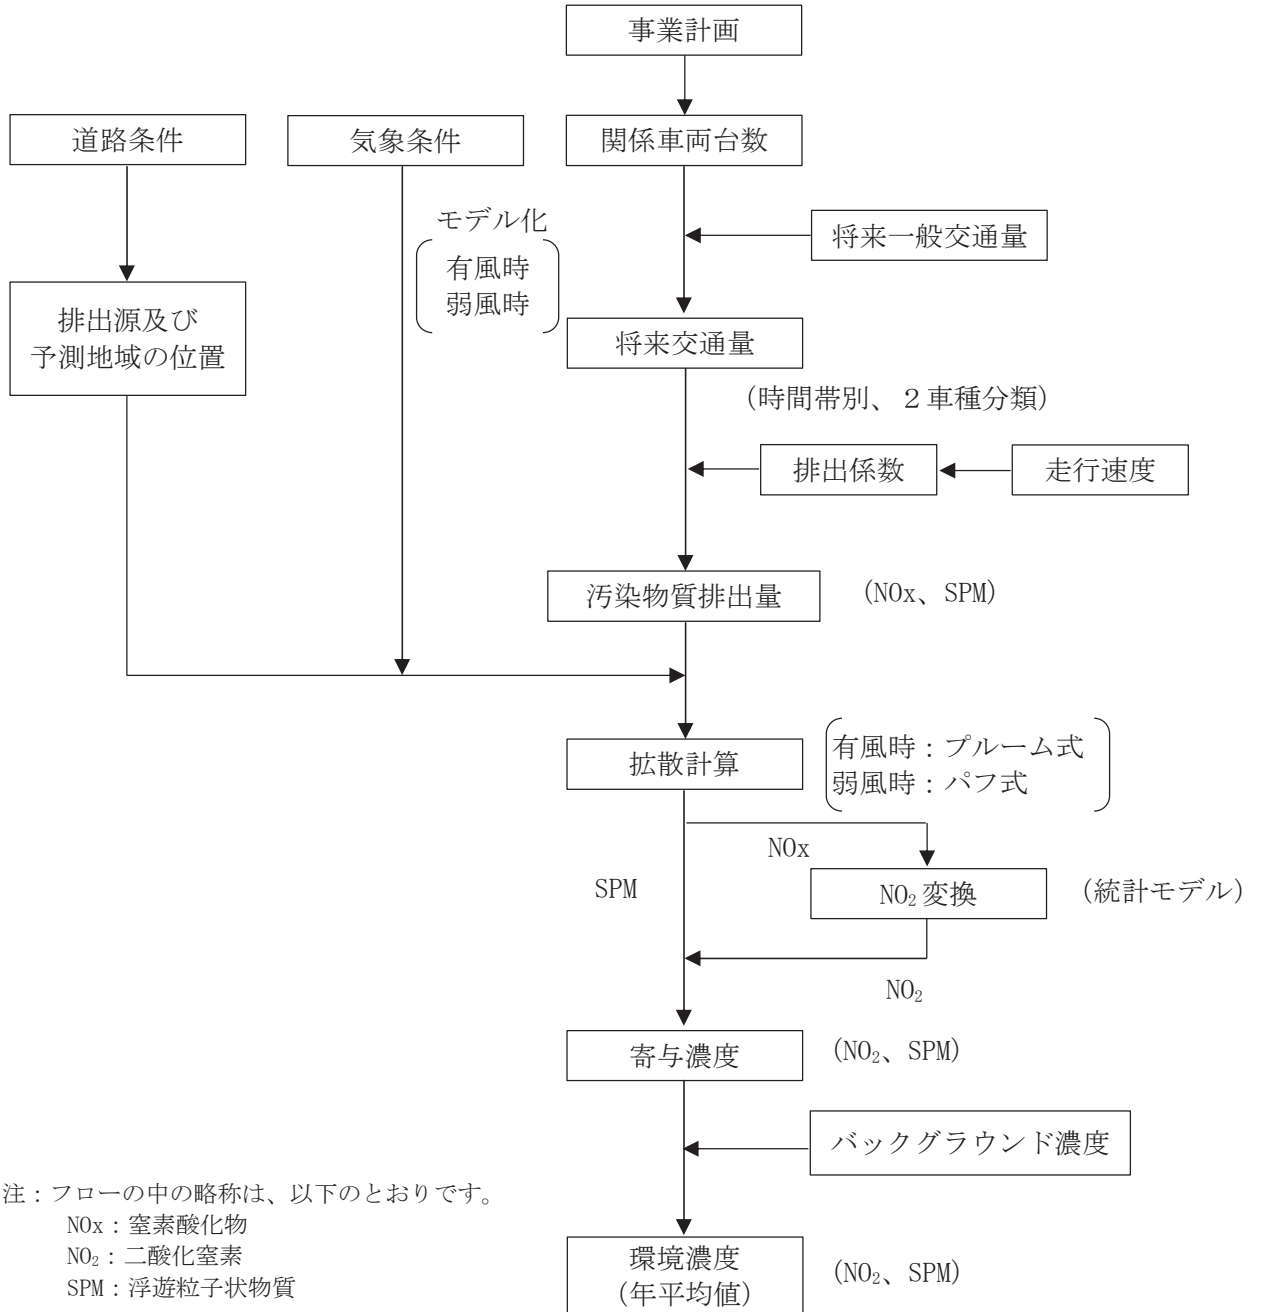 事業計画
道路条件
気象条件
関係車両台数
モデル化
有風時
弱風時
将来一般交通量
排出源及び
予測地域の位置
将来交通量
(時間帯別、２車種分類)
排出係数
走行速度
汚染物質排出量
(NOx、SPM)
拡散計算
有風時：プルーム式
弱風時：パフ式
NOx
SPM
NO₂変換
(統計モデル)
NO₂
寄与濃度
(NO₂、SPM)
バックグラウンド濃度
注：フローの中の略称は、以下のとおりです。
NOx：窒素酸化物
NO₂：二酸化窒素
SPM：浮遊粒子状物質
環境濃度
(年平均値)
(NO₂、SPM)